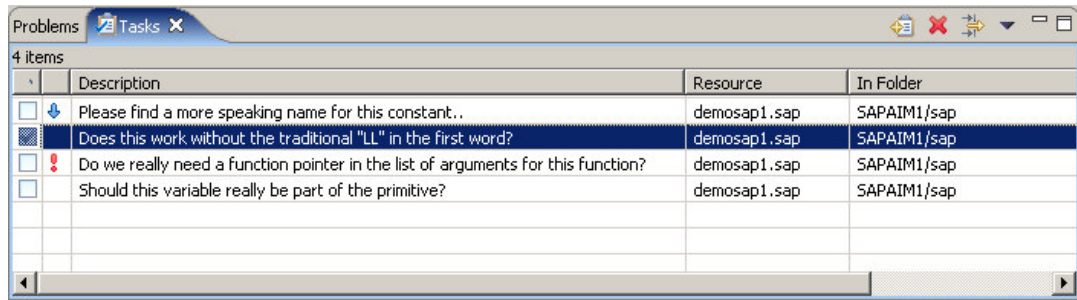 Problems Tasks
4 items
Description Resource In Folder
Please find a more speaking name for this constant.. demosap1.sap SAPAIM1/sap
Does this work without the traditional "LL" in the first word? demosap1.sap SAPAIM1/sap
Do we really need a function pointer in the list of arguments for this function? demosap1.sap SAPAIM1/sap
Should this variable really be part of the primitive? demosap1.sap SAPAIM1/sap